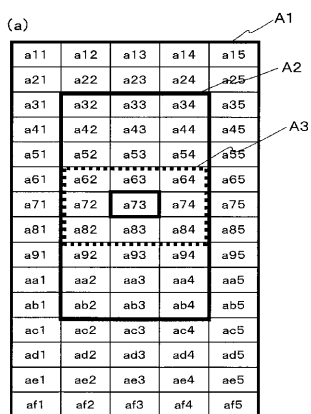 (a)
A1
a11 a12 a13 a14 a15
a21 a22 a23 a24 a25
A2
a31 a32 a33 a34 a35
a41 a42 a43 a44 a45
A3
a51 a52 a53 a54 a55
a61 a62 a63 a64 a65
a71 a72 a73 a74 a75
a81 a82 a83 a84 a85
a91 a92 a93 a94 a95
aa1 aa2 aa3 aa4 aa5
ab1 ab2 ab3 ab4 ab5
ac1 ac2 ac3 ac4 ac5
ad1 ad2 ad3 ad4 ad5
ae1 ae2 ae3 ae4 ae5
af1 af2 af3 af4 af5